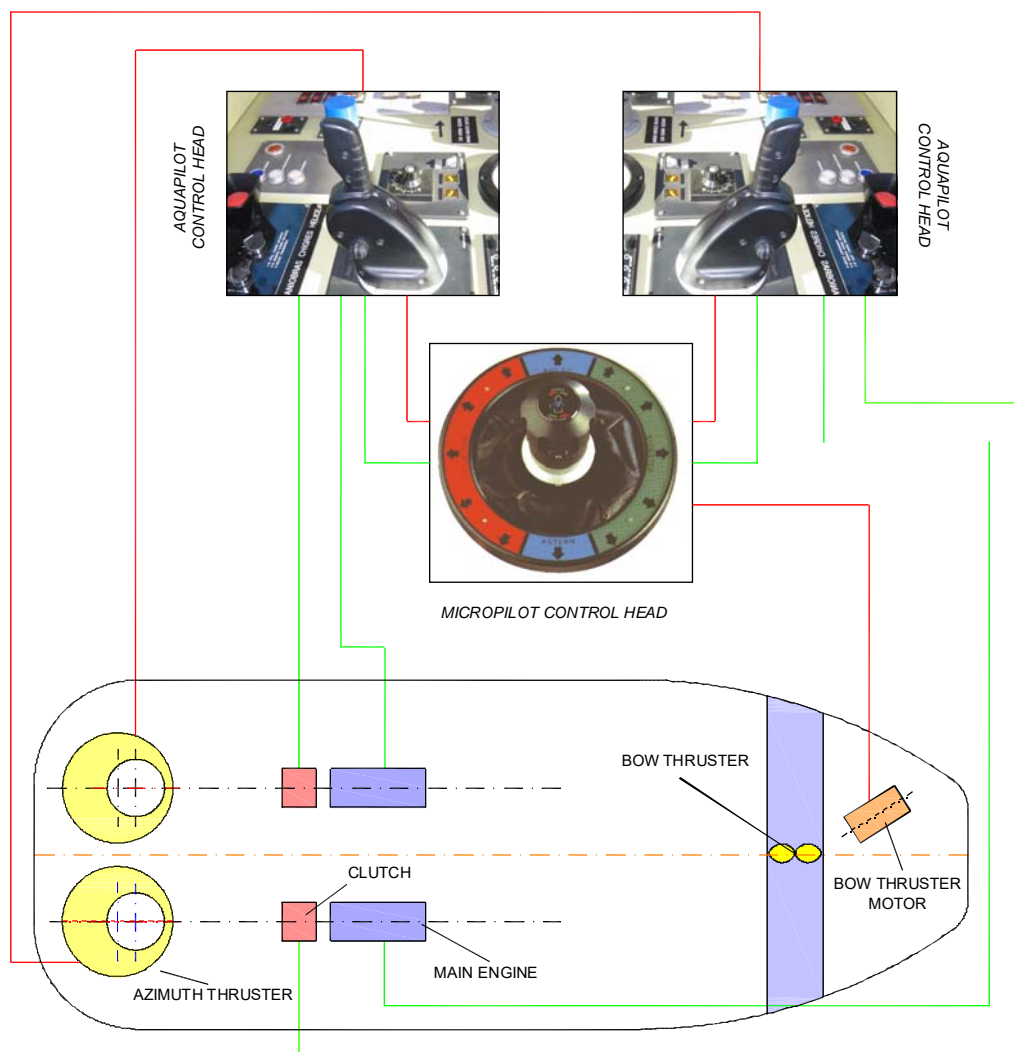 AQUAPILOT
CONTROL HEAD
AQUAPILOT
CONTROL HEAD
ASTERN
MICROPILOT CONTROL HEAD
BOW THRUSTER
CLUTCH
BOW THRUSTER
MOTOR
MAIN ENGINE
AZIMUTH THRUSTER